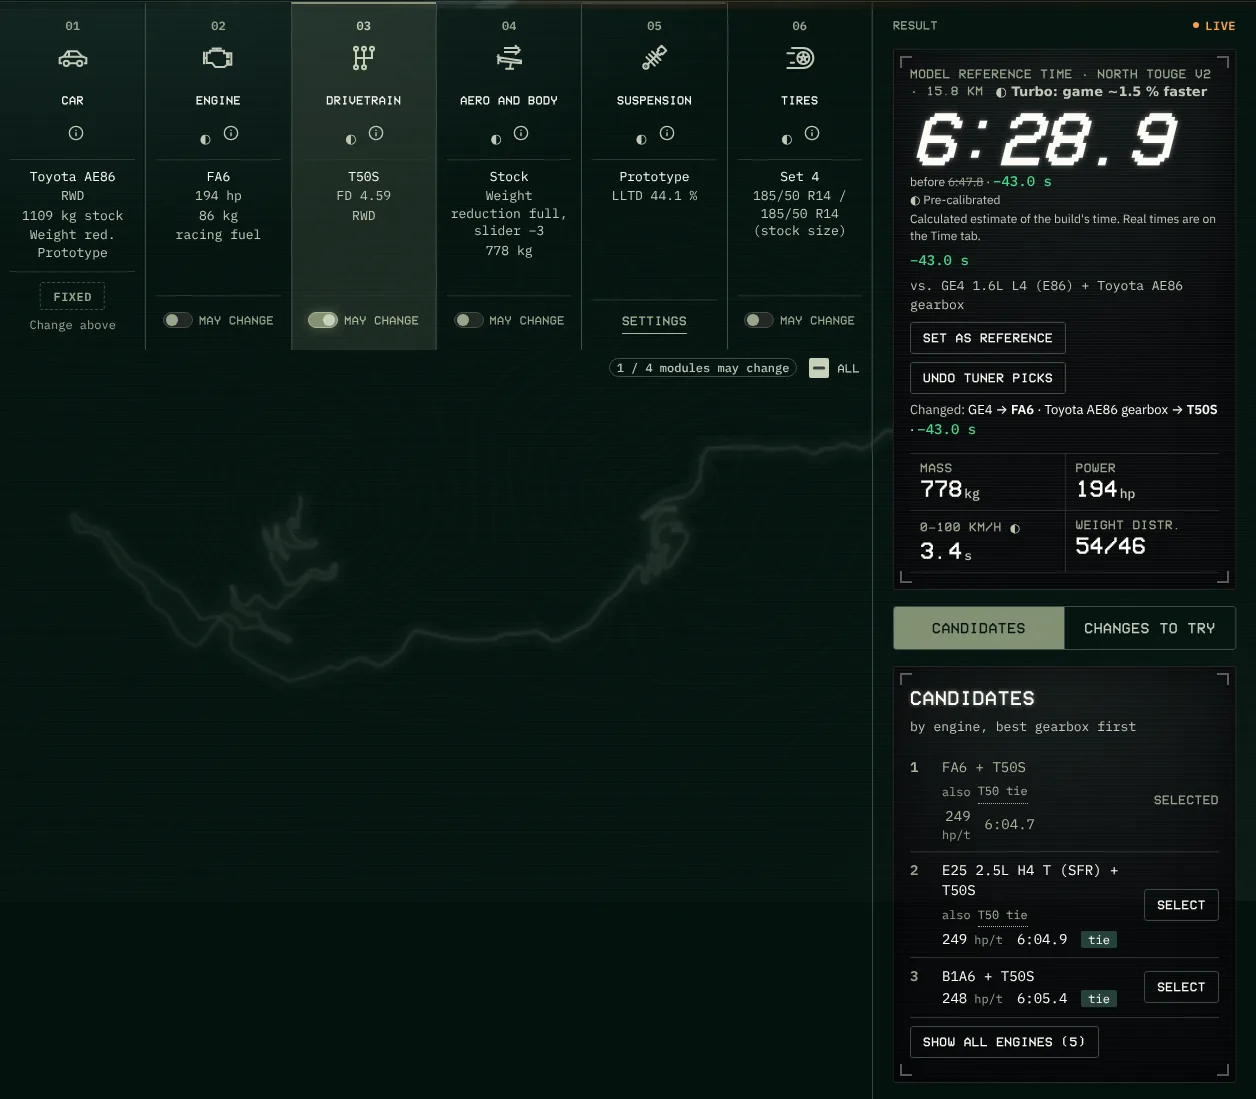 01
CAR
Toyota AE86
RWD
1109 kg stock
Weight red.
Prototype
FIXED
Change above
02
ENGINE
FA6
194 hp
86 kg
racing fuel
MAY CHANGE
03
DRIVETRAIN
T50S
FD 4.59
RWD
MAY CHANGE
04
AERO AND BODY
Stock
Weight
reduction full,
slider −3
778 kg
MAY CHANGE
05
SUSPENSION
Prototype
LLTD 44.1 %
SETTINGS
06
TIRES
Set 4
185/50 R14 /
185/50 R14
(stock size)
MAY CHANGE
1 / 4 modules may change
ALL
RESULT
LIVE
MODEL REFERENCE TIME · NORTH TOUGE V2
· 15.8 KM Turbo: game ~1.5 % faster
6:28.9
before 6:47.8 · −43.0 s
Pre-calibrated
Calculated estimate of the build's time. Real times are on
the Time tab.
−43.0 s
vs. GE4 1.6L L4 (E86) + Toyota AE86
gearbox
SET AS REFERENCE
UNDO TUNER PICKS
Changed: GE4 → FA6 · Toyota AE86 gearbox → T50S
· −43.0 s
MASS
778 kg
POWER
194 hp
0–100 KM/H
3.4 s
WEIGHT DISTR.
54/46
CANDIDATES
CHANGES TO TRY
CANDIDATES
by engine, best gearbox first
1 FA6 + T50S
also T50 tie
249
hp/t
6:04.7
SELECTED
2 E25 2.5L H4 T (SFR) +
T50S
also T50 tie
249 hp/t 6:04.9 tie
SELECT
3 B1A6 + T50S
248 hp/t 6:05.4 tie
SELECT
SHOW ALL ENGINES (5)